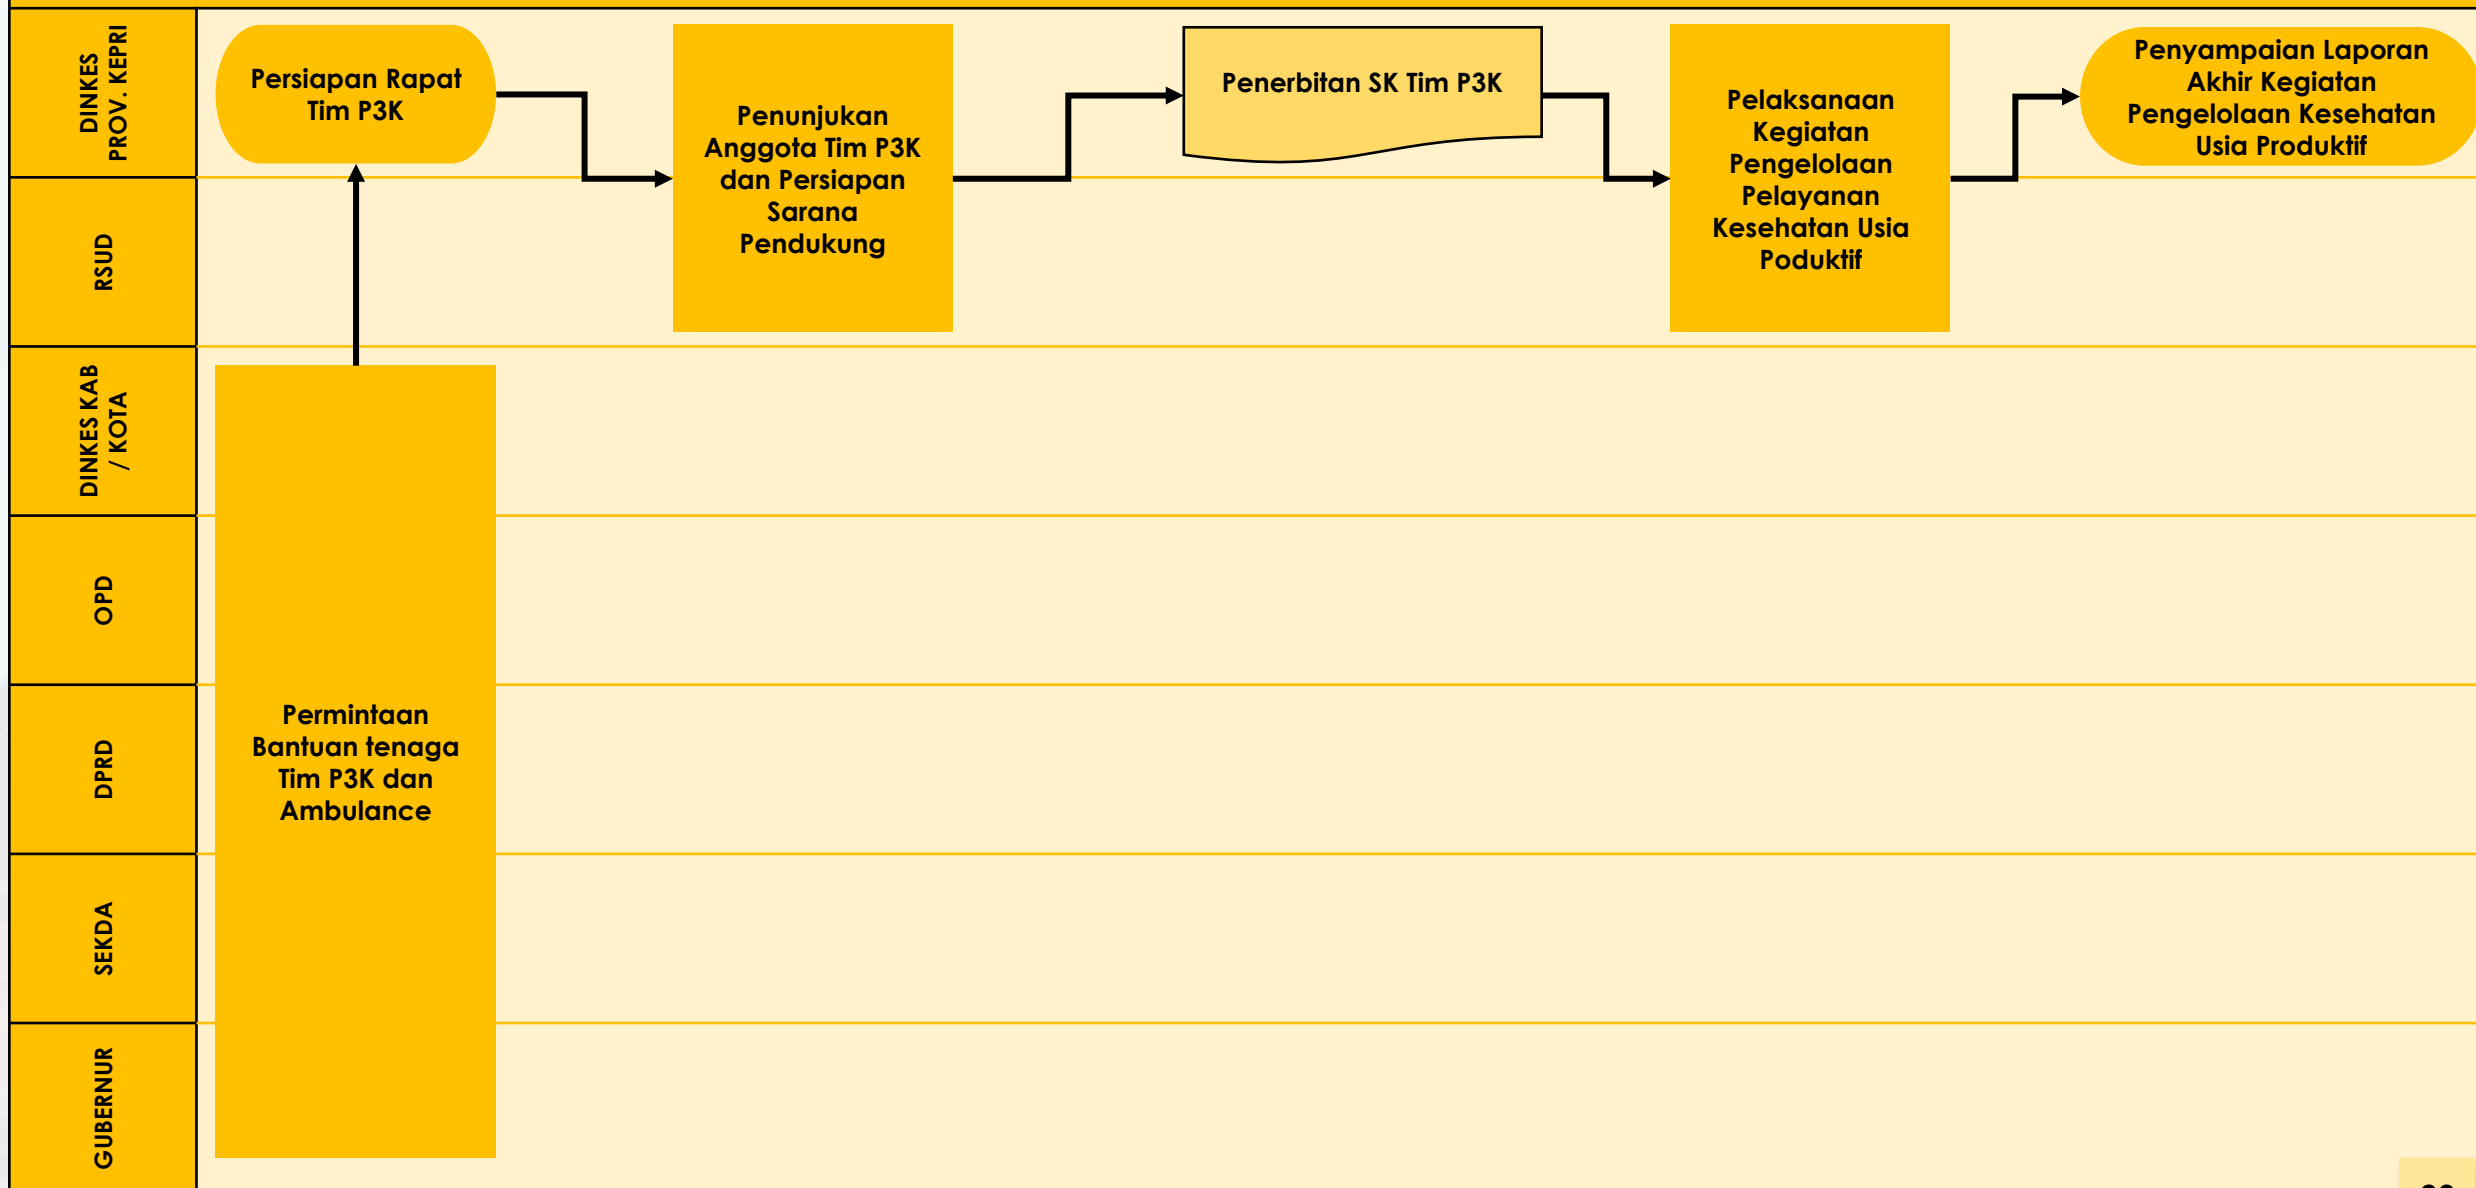 DINKES
PROV. KEPRI
Persiapan Rapat
Tim P3K
Penunjukan
Anggota Tim P3K
dan Persiapan
Sarana
Pendukung
Penerbitan SK Tim P3K
Pelaksanaan
Kegiatan
Pengelolaan
Pelayanan
Kesehatan Usia
Poduktif
Penyampaian Laporan
Akhir Kegiatan
Pengelolaan Kesehatan
Usia Produktif
RSUD
DINKES KAB
/ KOTA
OPD
DPRD
SEKDA
GUBERNUR
Permintaan
Bantuan tenaga
Tim P3K dan
Ambulance